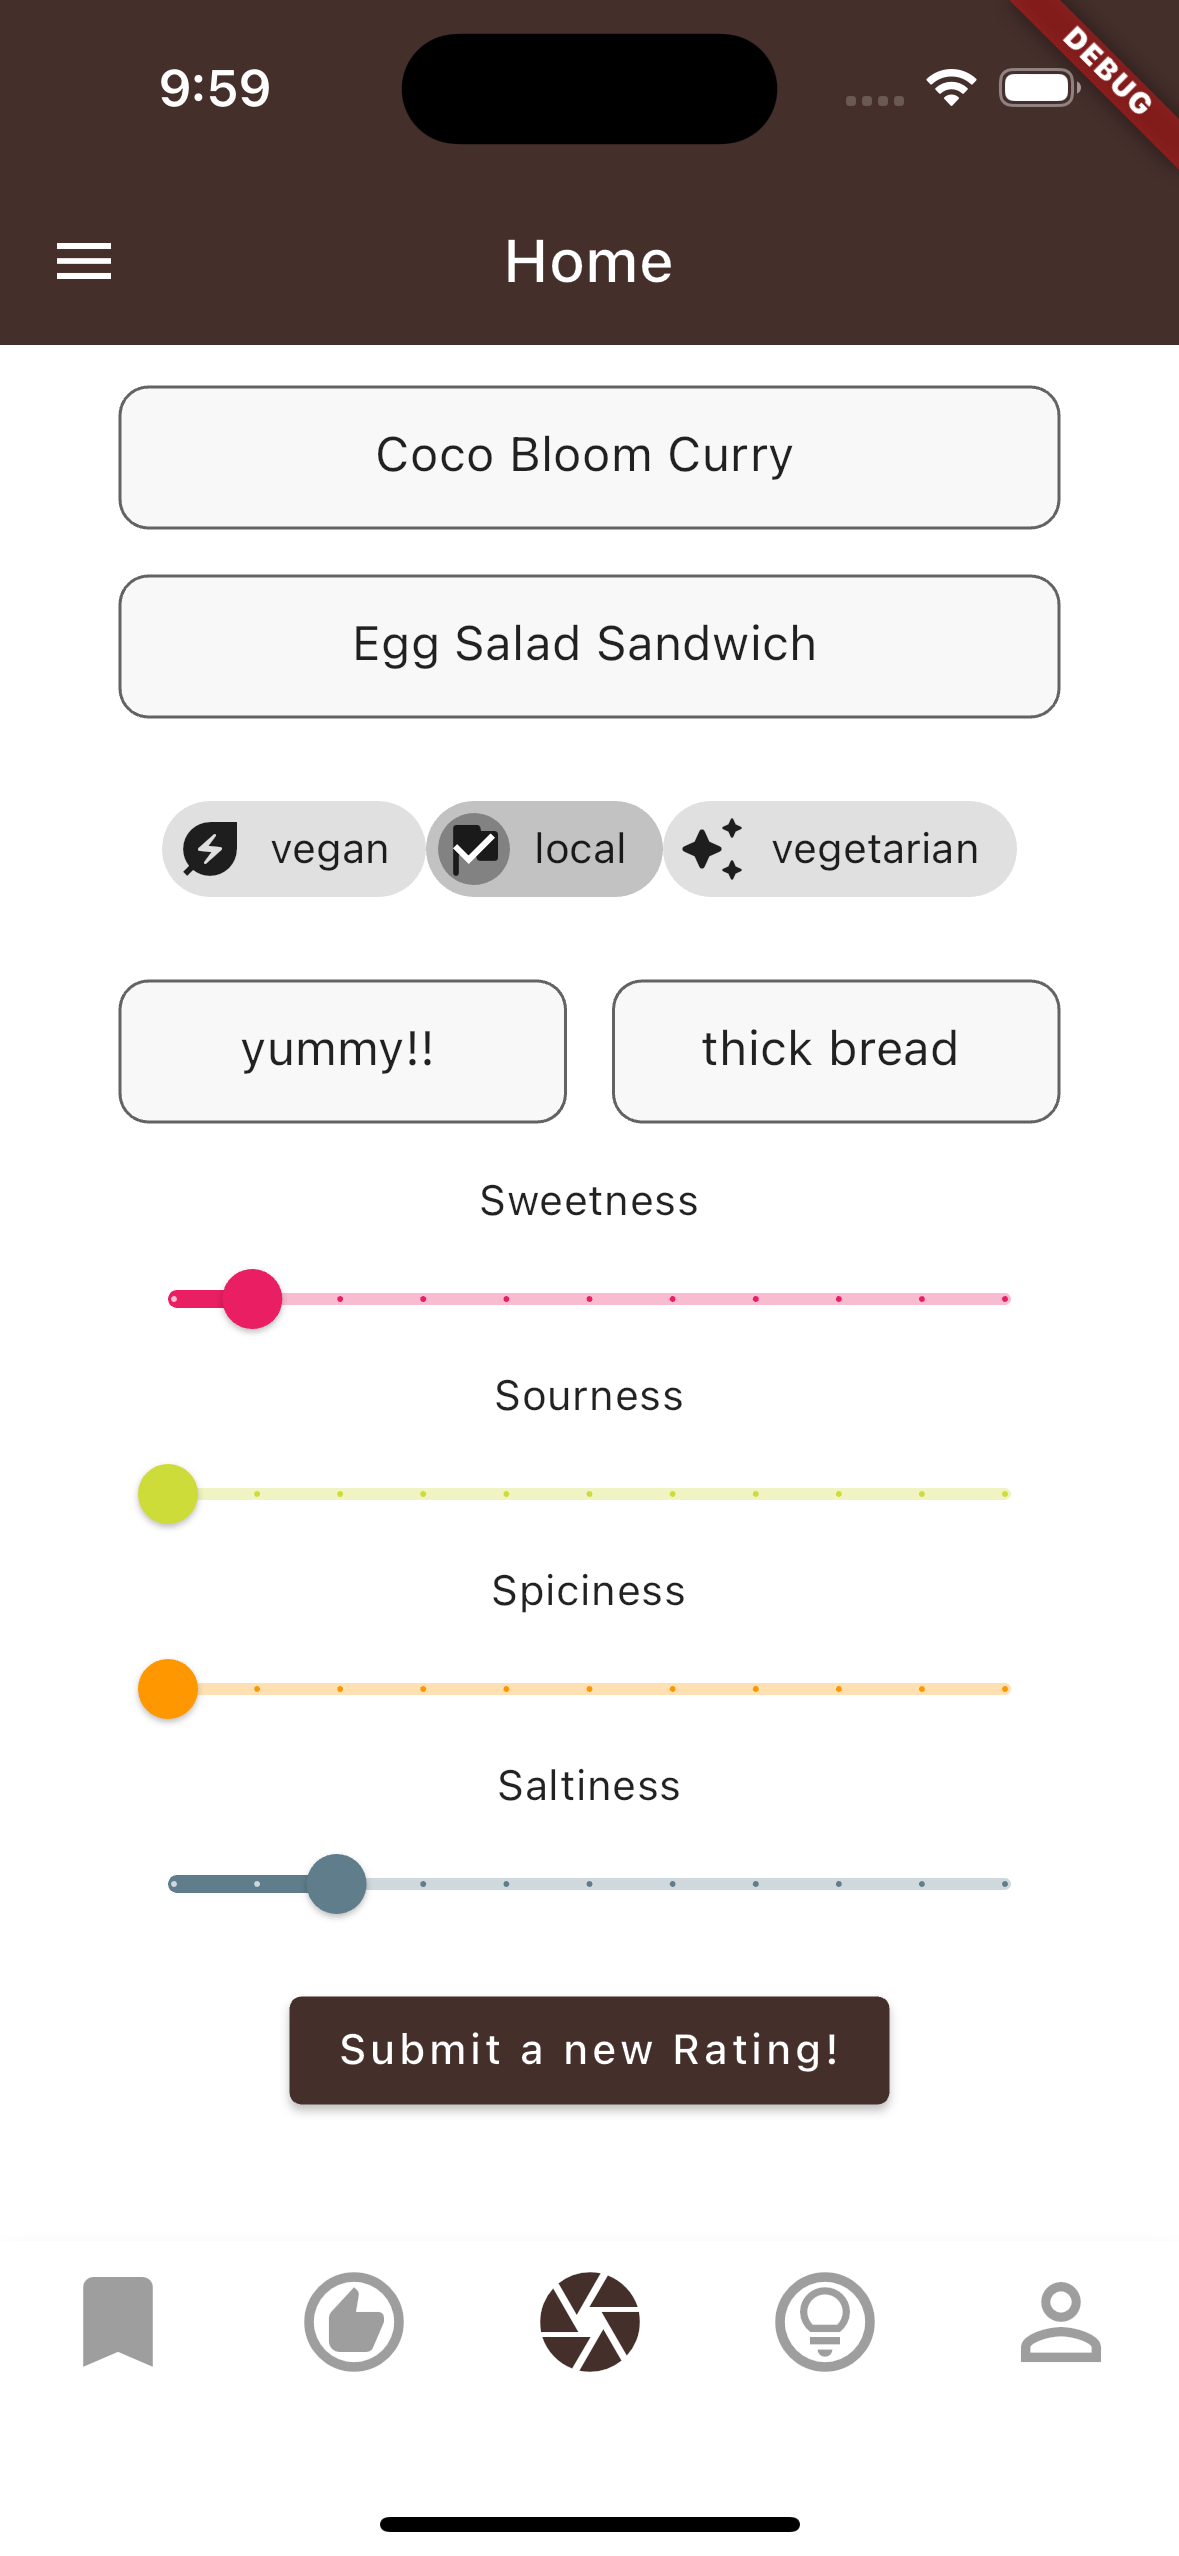 9:59
DEBUG
Home
Coco Bloom Curry
Egg Salad Sandwich
vegan local vegetarian
yummy!! thick bread
Sweetness
Sourness
Spiciness
Saltiness
Submit a new Rating!